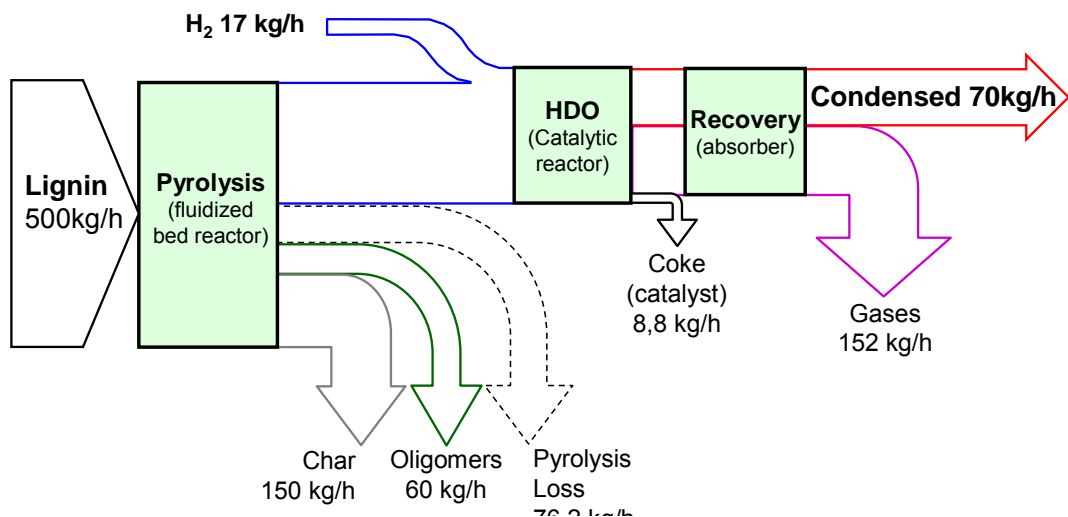 H₂ 17 kg/h
Lignin
500kg/h
Pyrolysis
(fluidized
bed reactor)
HDO
(Catalytic
reactor)
Recovery
(absorber)
Condensed 70kg/h
Coke
(catalyst)
8,8 kg/h
Gases
152 kg/h
Char
150 kg/h
Oligomers
60 kg/h
Pyrolysis
Loss